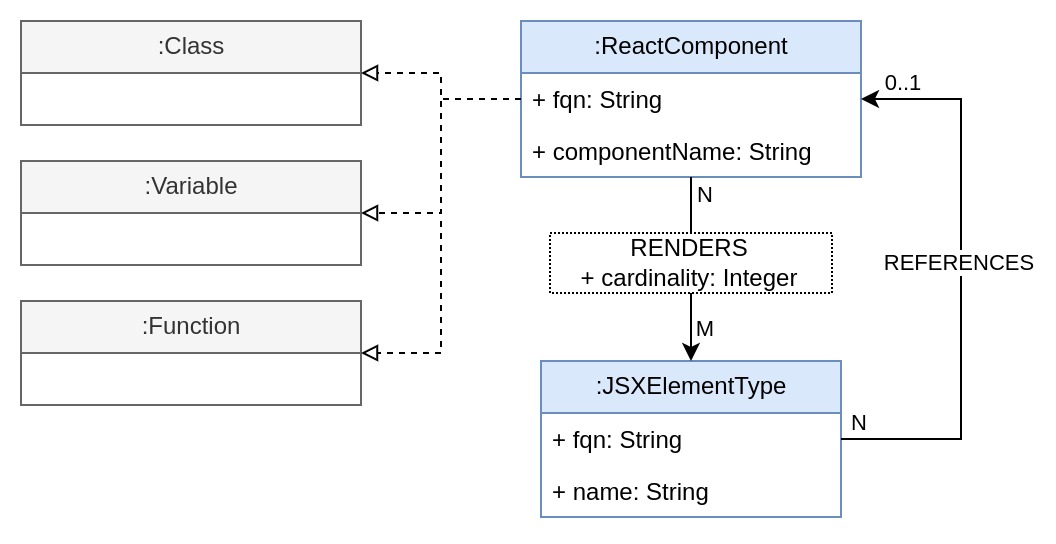 :Class
:Variable
:Function
:ReactComponent
+ fqn: String
+ componentName: String
0..1
N
RENDERS
+ cardinality: Integer
REFERENCES
M
:JSXElementType
+ fqn: String
N
+ name: String